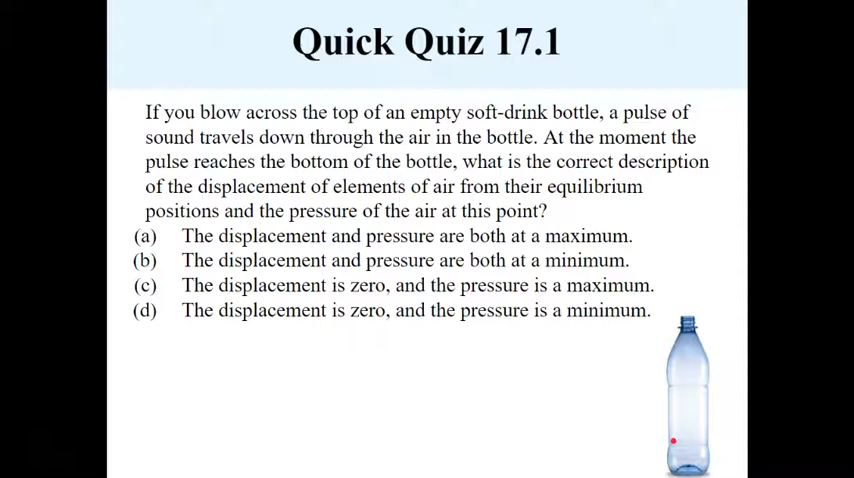 Quick Quiz 17.1
If you blow across the top of an empty soft-drink bottle, a pulse of
sound travels down through the air in the bottle. At the moment the
pulse reaches the bottom of the bottle, what is the correct description
of the displacement of elements of air from their equilibrium
positions and the pressure of the air at this point?
(a) The displacement and pressure are both at a maximum.
(b) The displacement and pressure are both at a minimum.
(c) The displacement is zero, and the pressure is a maximum.
(d) The displacement is zero, and the pressure is a minimum.